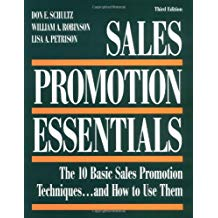 Third Edition
DON E. SCHULTZ
WILLIAM A. ROBINSON
LISA A. PETRISON
SALES
PROMOTION
ESSENTIALS
The 10 Basic Sales Promotion
Techniques...and How to Use Them